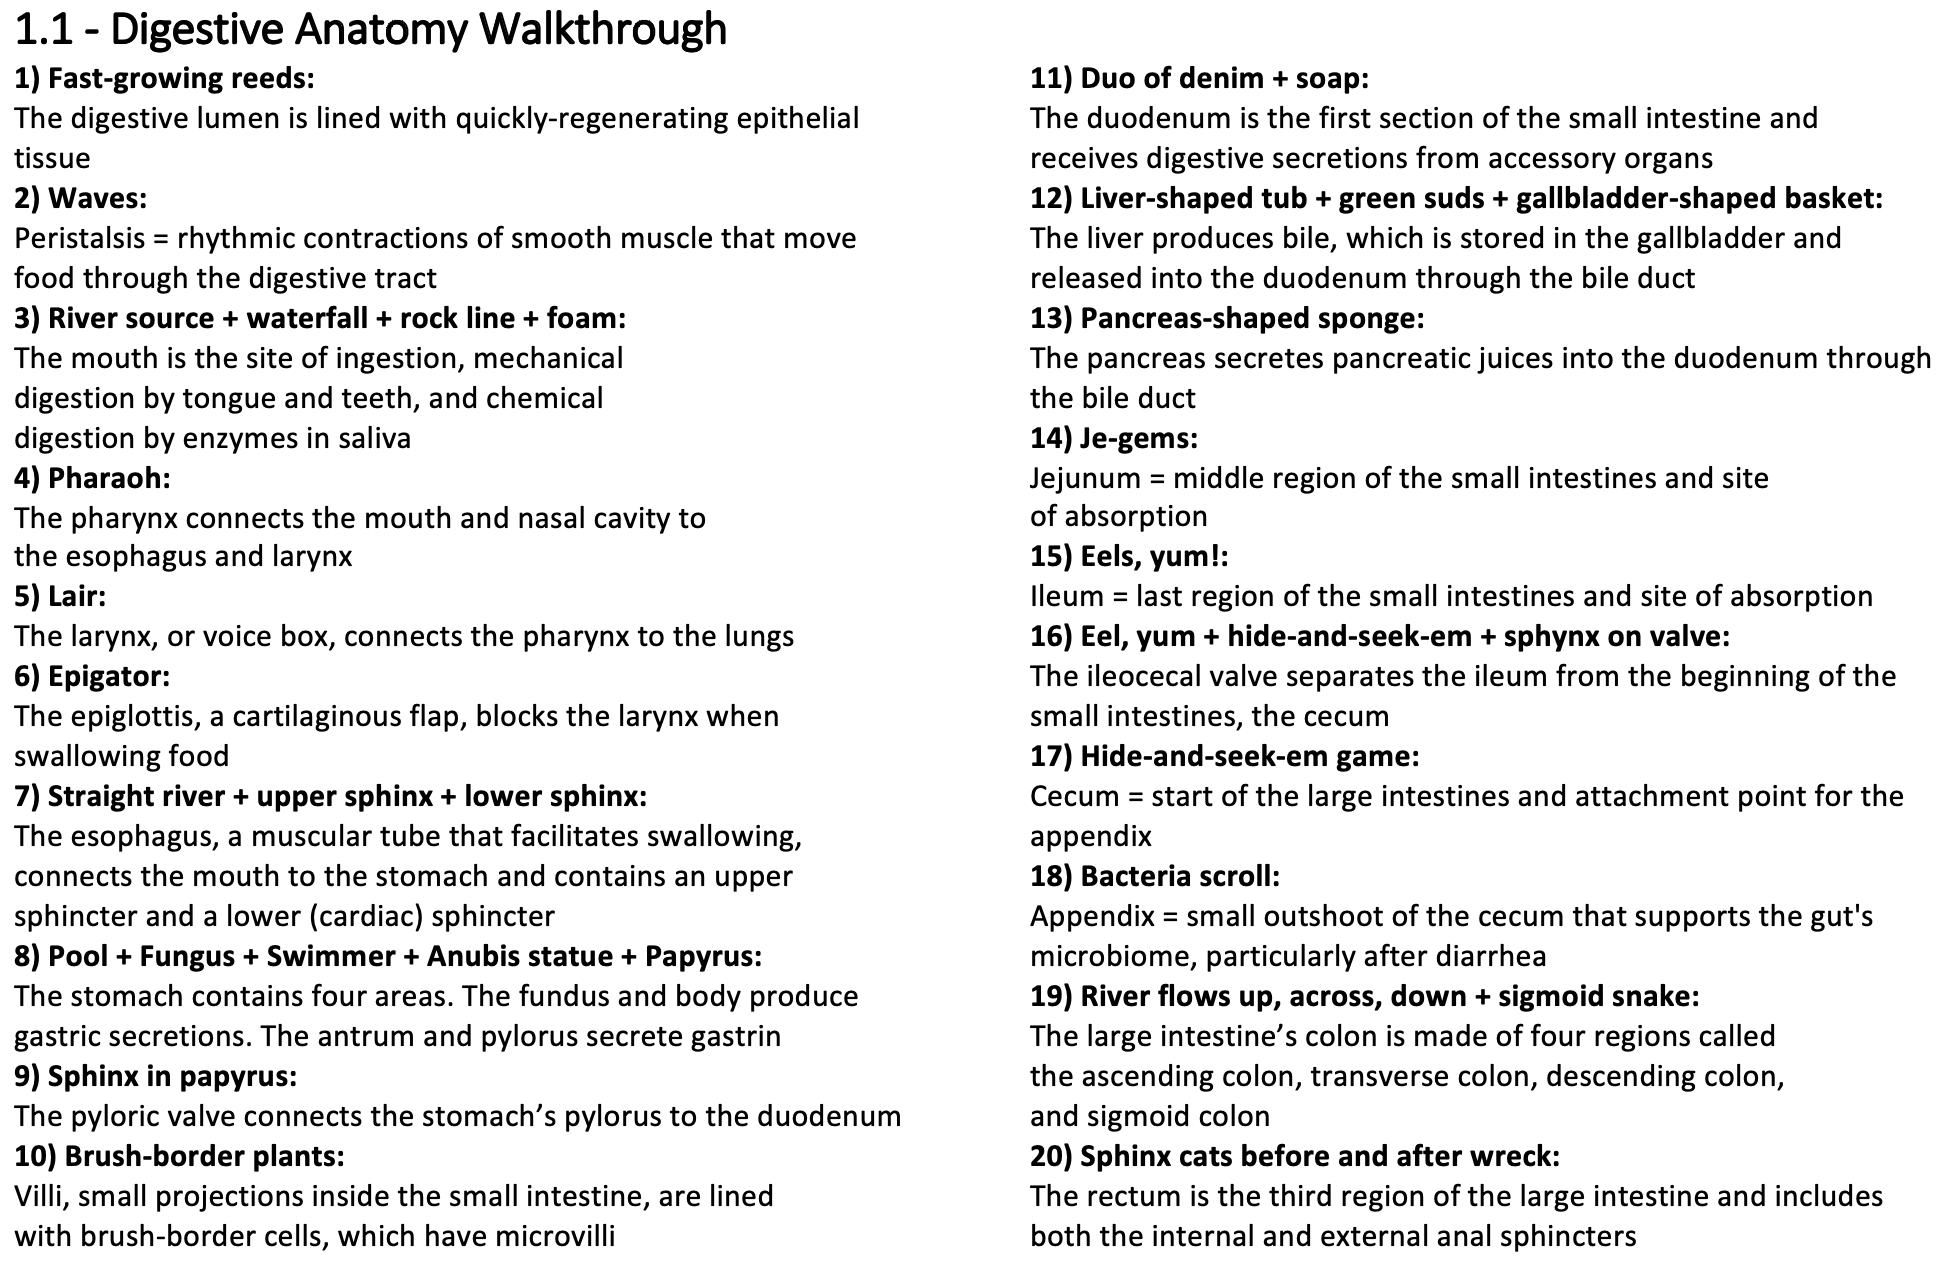 1.1 - Digestive Anatomy Walkthrough
1) Fast-growing reeds:
The digestive lumen is lined with quickly-regenerating epithelial
tissue
2) Waves:
Peristalsis = rhythmic contractions of smooth muscle that move
food through the digestive tract
3) River source + waterfall + rock line + foam:
The mouth is the site of ingestion, mechanical
digestion by tongue and teeth, and chemical
digestion by enzymes in saliva
4) Pharaoh:
The pharynx connects the mouth and nasal cavity to
the esophagus and larynx
5) Lair:
The larynx, or voice box, connects the pharynx to the lungs
6) Epigator:
The epiglottis, a cartilaginous flap, blocks the larynx when
swallowing food
7) Straight river + upper sphinx + lower sphinx:
The esophagus, a muscular tube that facilitates swallowing,
connects the mouth to the stomach and contains an upper
sphincter and a lower (cardiac) sphincter
8) Pool + Fungus + Swimmer + Anubis statue + Papyrus:
The stomach contains four areas. The fundus and body produce
gastric secretions. The antrum and pylorus secrete gastrin
9) Sphinx in papyrus:
The pyloric valve connects the stomach’s pylorus to the duodenum
10) Brush-border plants:
Villi, small projections inside the small intestine, are lined
with brush-border cells, which have microvilli
11) Duo of denim + soap:
The duodenum is the first section of the small intestine and
receives digestive secretions from accessory organs
12) Liver-shaped tub + green suds + gallbladder-shaped basket:
The liver produces bile, which is stored in the gallbladder and
released into the duodenum through the bile duct
13) Pancreas-shaped sponge:
The pancreas secretes pancreatic juices into the duodenum through
the bile duct
14) Je-gems:
Jejunum = middle region of the small intestines and site
of absorption
15) Eels, yum!:
Ileum = last region of the small intestines and site of absorption
16) Eel, yum + hide-and-seek-em + sphynx on valve:
The ileocecal valve separates the ileum from the beginning of the
small intestines, the cecum
17) Hide-and-seek-em game:
Cecum = start of the large intestines and attachment point for the
appendix
18) Bacteria scroll:
Appendix = small outshoot of the cecum that supports the gut's
microbiome, particularly after diarrhea
19) River flows up, across, down + sigmoid snake:
The large intestine’s colon is made of four regions called
the ascending colon, transverse colon, descending colon,
and sigmoid colon
20) Sphinx cats before and after wreck:
The rectum is the third region of the large intestine and includes
both the internal and external anal sphincters